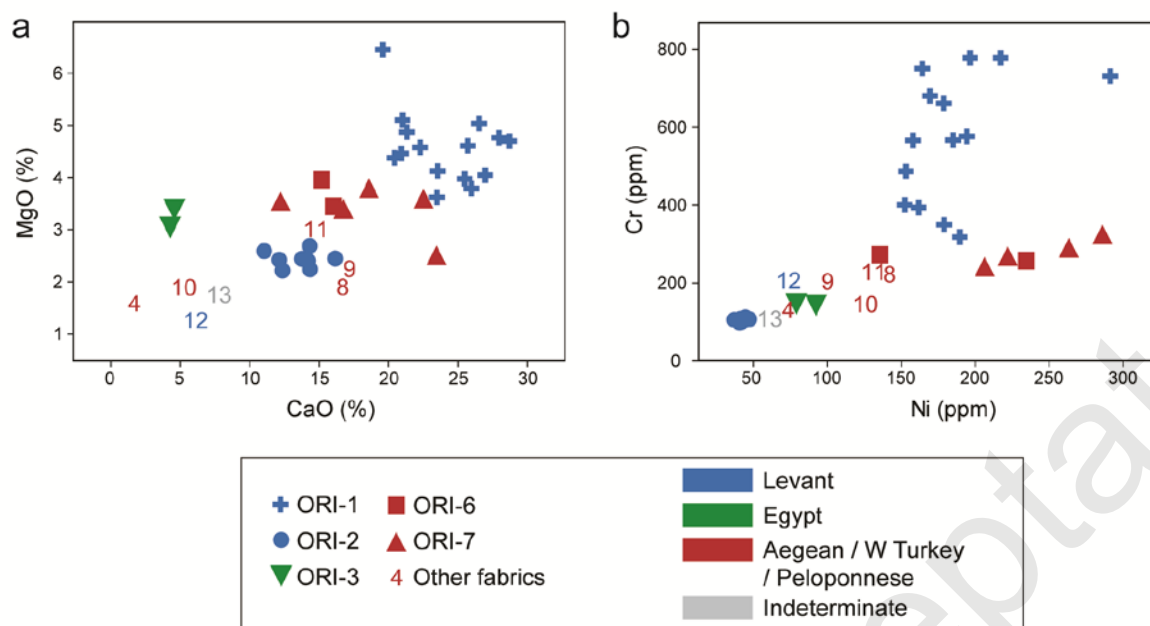 a
MgO (%)
6
5
4
3
2
1
11
9
8
10
13
4
12
0 5 10 15 20 25 30
CaO (%)
b
Cr (ppm)
800
600
400
200
0
12
9
11
8
10
4
13
50 100 150 200 250 300
Ni (ppm)
ORI-1
ORI-2
ORI-3
ORI-6
ORI-7
4 Other fabrics
Levant
Egypt
Aegean / W Turkey
/ Peloponnese
Indeterminate